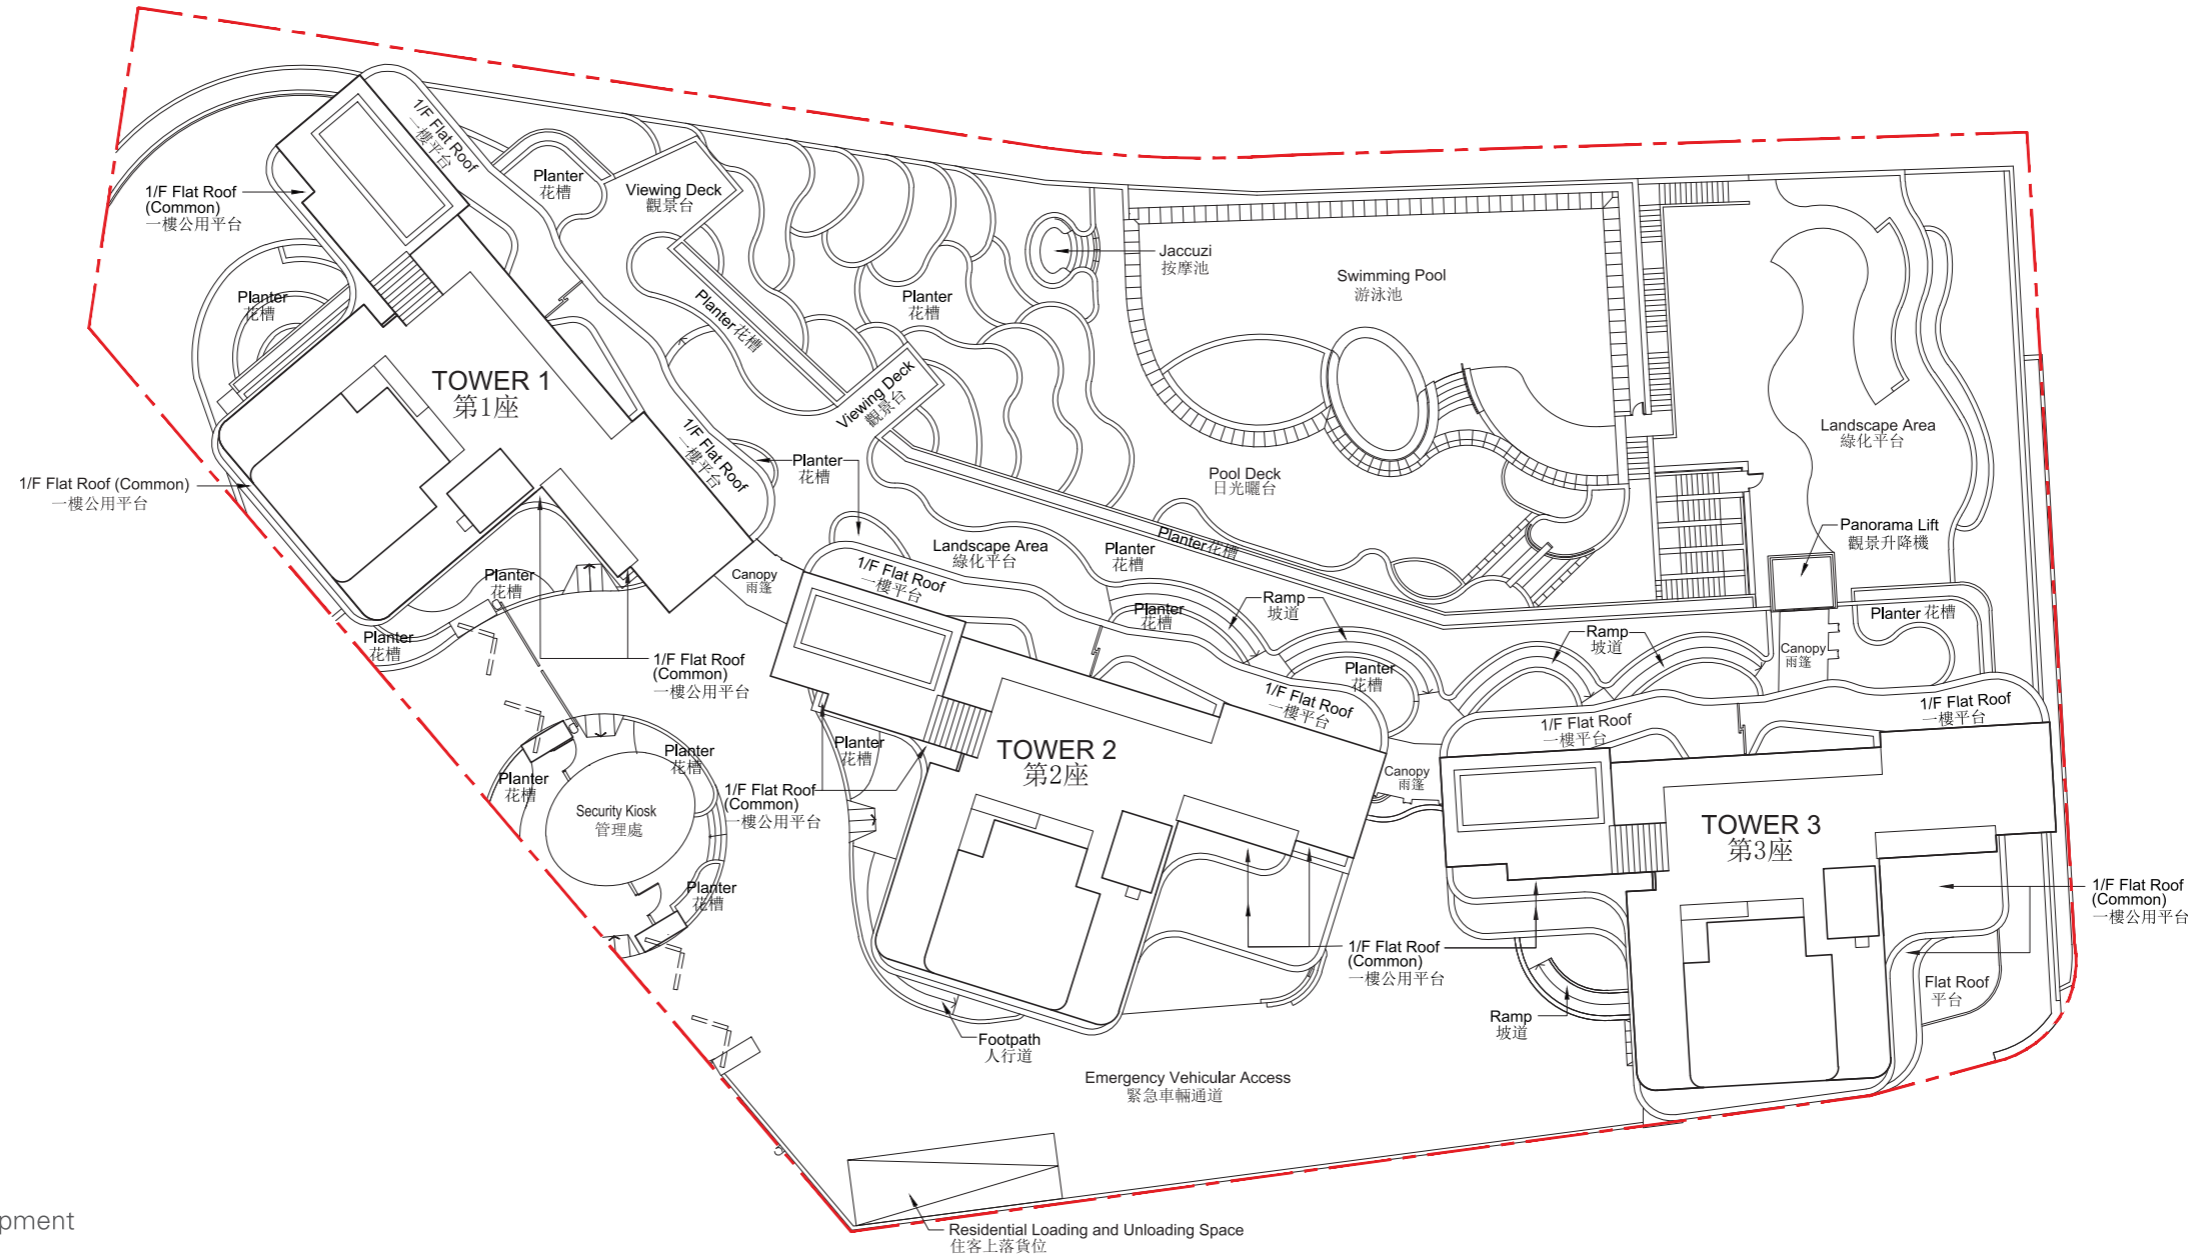 1/F Flat Roof
一樓平台
Planter
花槽
Viewing Deck
觀景台
1/F Flat Roof
(Common)
一樓公用平台
Jaccuzi
按摩池
Swimming Pool
游泳池
Planter
花槽
Planter
花槽
Planter花槽
TOWER 1
第1座
Viewing Deck
觀景台
Landscape Area
綠化平台
1/F Flat Roof
一樓平台
Planter
花槽
Pool Deck
日光曬台
1/F Flat Roof (Common)
一樓公用平台
Panorama Lift
觀景升降機
Planter花槽
Landscape Area
綠化平台
Planter
花槽
Canopy
雨篷
1/F Flat Roof
一樓平台
Planter
花槽
Ramp
坡道
Planter
花槽
Planter 花槽
Planter
花槽
Ramp
坡道
Canopy
雨篷
1/F Flat Roof
(Common)
一樓公用平台
Planter
花槽
1/F Flat Roof
一樓平台
1/F Flat Roof
一樓平台
1/F Flat Roof
一樓平台
TOWER 2
第2座
Planter
花槽
Planter
花槽
Planter
花槽
Canopy
雨篷
1/F Flat Roof
(Common)
一樓公用平台
Security Kiosk
管理處
TOWER 3
第3座
Planter
花槽
1/F Flat Roof
(Common)
一樓公用平台
1/F Flat Roof
(Common)
一樓公用平台
Flat Roof
平台
Ramp
坡道
Footpath
人行道
Emergency Vehicular Access
緊急車輛通道
pment
Residential Loading and Unloading Space
住客上落貨位